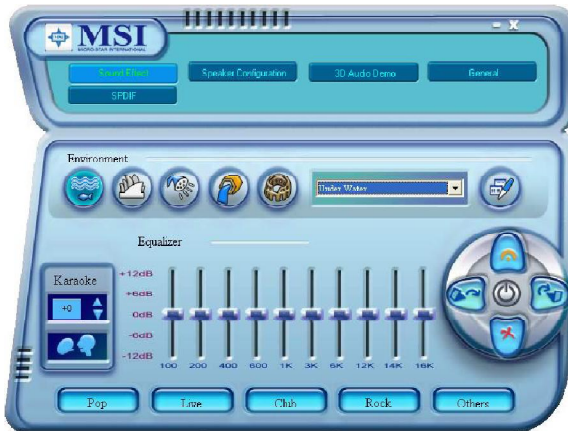 MSI
MICRO-STAR INTERNATIONAL
Sound Effect
Speaker Configuration
3D Audio Demo
General
SPDIF
Environment
Under Water
Equalizer
Karaoke
+0
+12dB
+6dB
0dB
-6dB
-12dB
100 200 400 600 1K 3K 6K 12K 14K 16K
Pop
Live
Club
Rock
Others